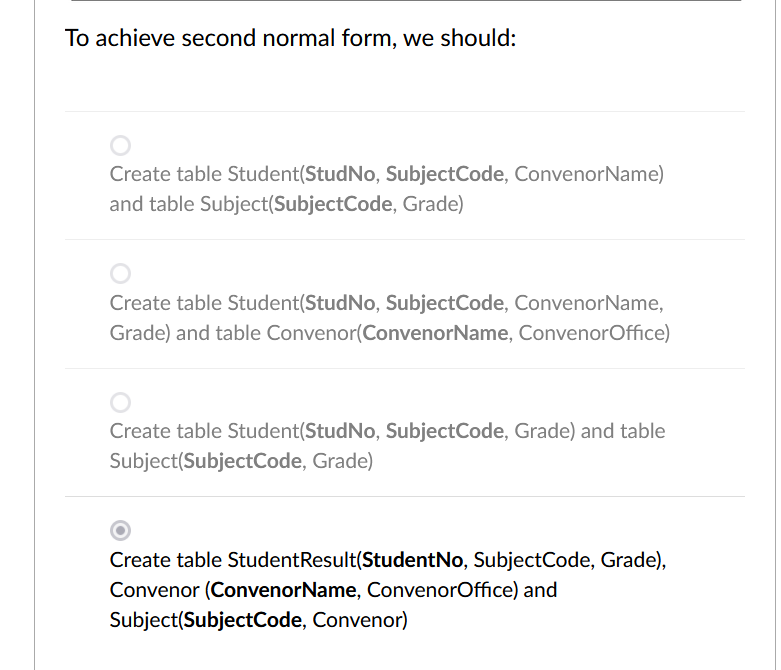 To achieve second normal form, we should:
Create table Student(StudNo, SubjectCode, ConvenorName)
and table Subject(SubjectCode, Grade)
Create table Student(StudNo, SubjectCode, ConvenorName,
Grade) and table Convenor(ConvenorName, ConvenorOffice)
Create table Student(StudNo, SubjectCode, Grade) and table
Subject(SubjectCode, Grade)
Create table StudentResult(StudentNo, SubjectCode, Grade),
Convenor (ConvenorName, ConvenorOffice) and
Subject(SubjectCode, Convenor)